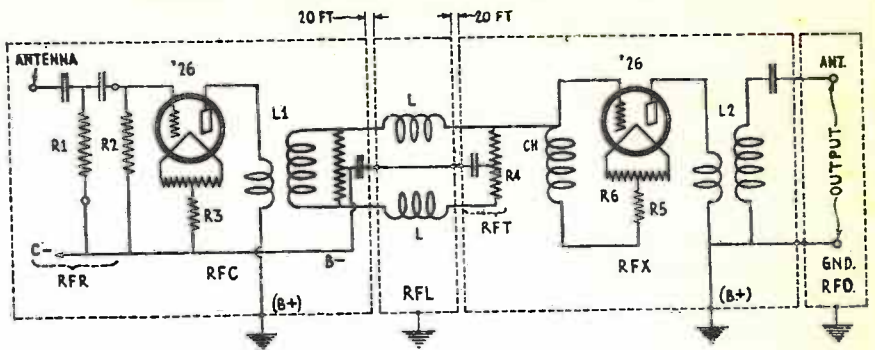 20 FT
20 FT
ANTENNA
'26
'26
ANT.
L1
L
L2
R1
R2
CH
R4
OUTPUT
R3
R6
R5
L
RFT
C-
B-
RFR
RFC
RFL
RFX
GND.
RFO.
(B+)
(B+)